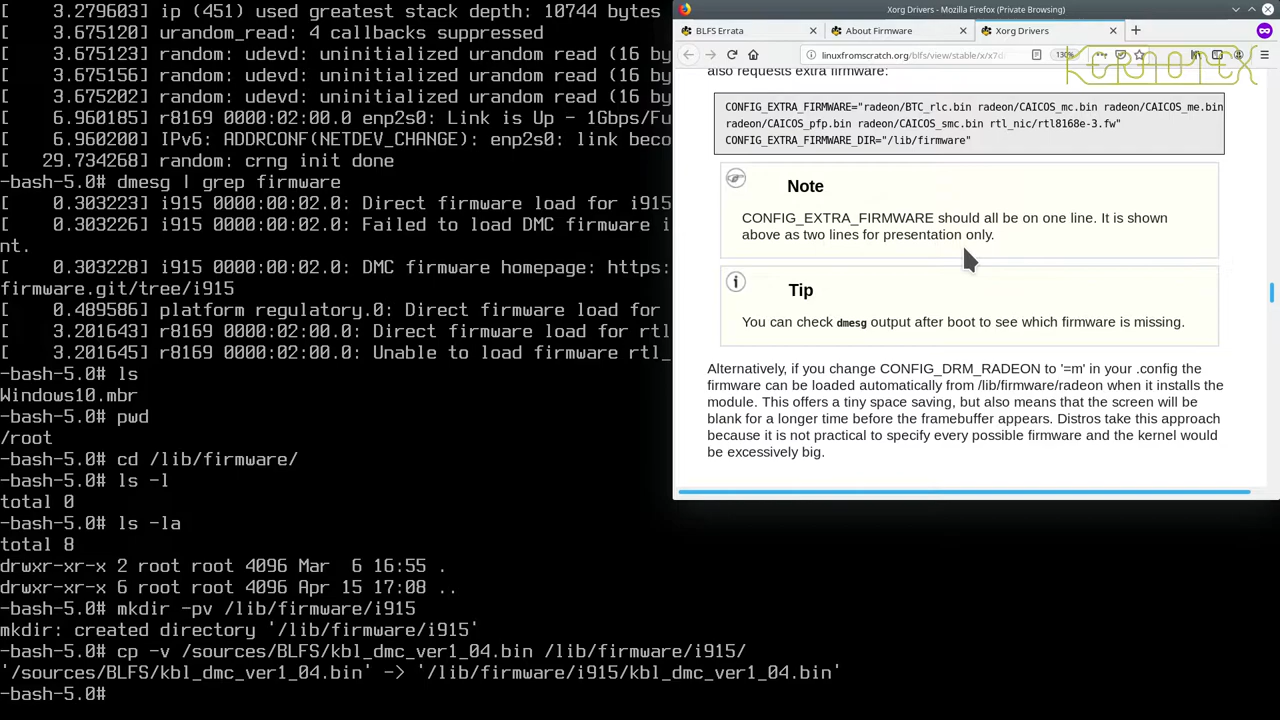 [    3.279603] ip (451) used greatest stack depth: 10744 bytes
[    3.675120] urandom_read: 4 callbacks suppressed
[    3.675123] random: udevd: uninitialized urandom read (16 by
[    3.675156] random: udevd: uninitialized urandom read (16 by
[    3.675202] random: udevd: uninitialized urandom read (16 by
[    6.960185] r8169 0000:02:00.0 enp2s0: Link is Up - 1Gbps/Fu
[    6.960200] IPv6: ADDRCONF(NETDEV_CHANGE): enp2s0: link beco
[   29.734268] random: crng init done
-bash-5.0# dmesg | grep firmware
[    0.303223] i915 0000:00:02.0: Direct firmware load for i915
[    0.303226] i915 0000:00:02.0: Failed to load DMC firmware i
nt.
[    0.303228] i915 0000:00:02.0: DMC firmware homepage: https:
firmware.git/tree/i915
[    0.489586] platform regulatory.0: Direct firmware load for
[    3.201643] r8169 0000:02:00.0: Direct firmware load for rtl
[    3.201645] r8169 0000:02:00.0: Unable to load firmware rtl_
-bash-5.0# ls
Windows10.mbr
-bash-5.0# pwd
/root
-bash-5.0# cd /lib/firmware/
-bash-5.0# ls -l
total 0
-bash-5.0# ls -la
total 8
drwxr-xr-x 2 root root 4096 Mar  6 16:55 .
drwxr-xr-x 6 root root 4096 Apr 15 17:08 ..
-bash-5.0# mkdir -pv /lib/firmware/i915
mkdir: created directory '/lib/firmware/i915'
-bash-5.0# cp -v /sources/BLFS/kbl_dmc_ver1_04.bin /lib/firmware/i915/
'/sources/BLFS/kbl_dmc_ver1_04.bin' -> '/lib/firmware/i915/kbl_dmc_ver1_04.bin'
-bash-5.0#
Xorg Drivers - Mozilla Firefox (Private Browsing)
BLFS Errata
About Firmware
Xorg Drivers
linuxfromscratch.org/blfs/view/stable/x/x7d
130%
also requests extra firmware:
CONFIG_EXTRA_FIRMWARE="radeon/BTC_rlc.bin radeon/CAICOS_mc.bin radeon/CAICOS_me.bin
radeon/CAICOS_pfp.bin radeon/CAICOS_smc.bin rtl_nic/rtl8168e-3.fw"
CONFIG_EXTRA_FIRMWARE_DIR="/lib/firmware"
Note
CONFIG_EXTRA_FIRMWARE should all be on one line. It is shown
above as two lines for presentation only.
Tip
You can check dmesg output after boot to see which firmware is missing.
Alternatively, if you change CONFIG_DRM_RADEON to '=m' in your .config the
firmware can be loaded automatically from /lib/firmware/radeon when it installs the
module. This offers a tiny space saving, but also means that the screen will be
blank for a longer time before the framebuffer appears. Distros take this approach
because it is not practical to specify every possible firmware and the kernel would
be excessively big.